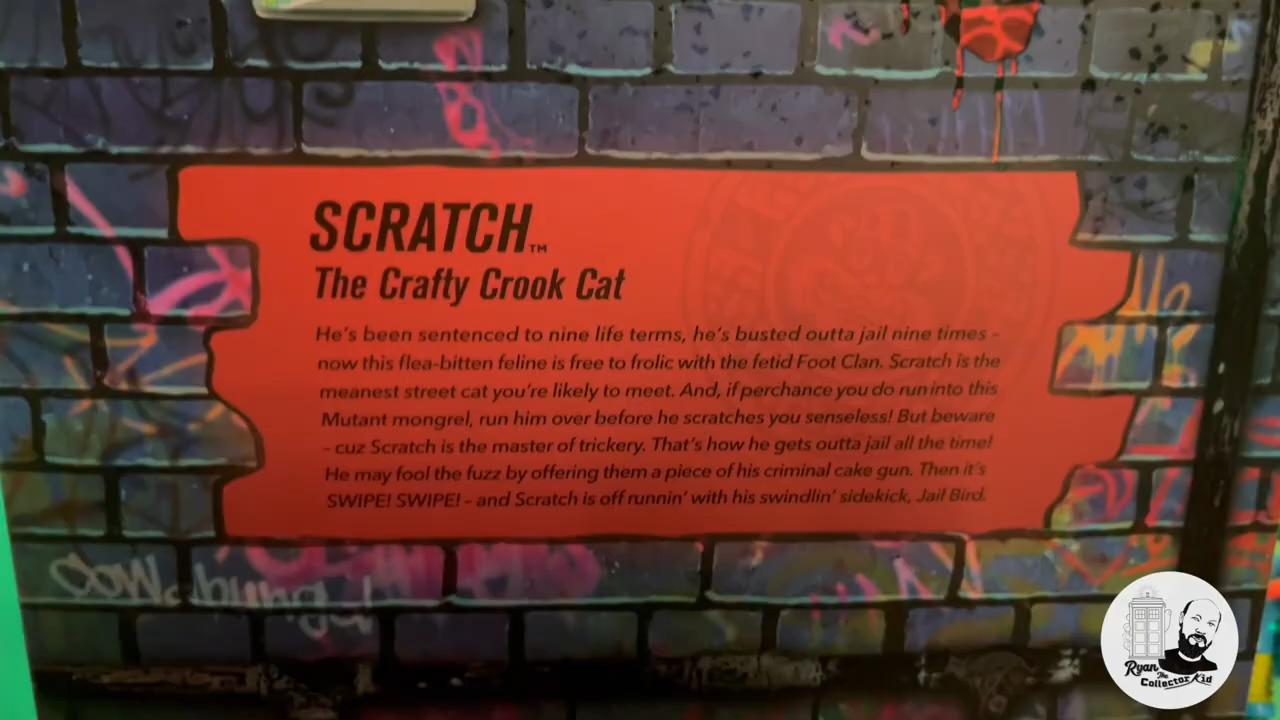 SCRATCH™
The Crafty Crook Cat
He's been sentenced to nine life terms, he's busted outta jail nine times –
now this flea-bitten feline is free to frolic with the fetid Foot Clan. Scratch is the
meanest street cat you're likely to meet. And, if perchance you do run into this
Mutant mongrel, run him over before he scratches you senseless! But beware
– cuz Scratch is the master of trickery. That's how he gets outta jail all the time!
He may fool the fuzz by offering them a piece of his criminal cake gun. Then it's
SWIPE! SWIPE! – and Scratch is off runnin' with his swindlin' sidekick, Jail Bird.
Cowabunga!
Ryan
The
Collector Kid